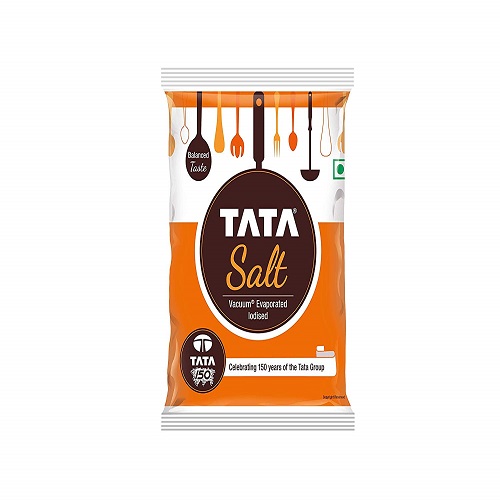 Balanced
Taste
TATA®
Salt
Vacuum® Evaporated
Iodised
TATA
150
Celebrating 150 years of the Tata Group